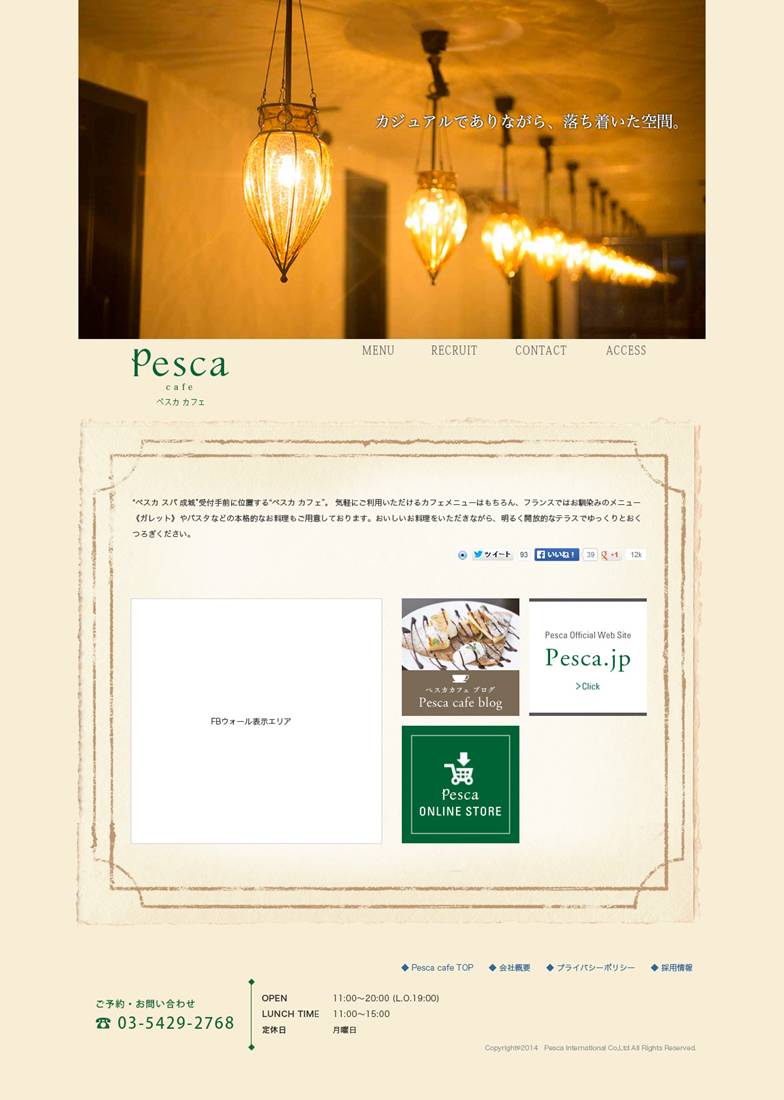 カジュアルでありながら、落ち着いた空間。
Pesca
cafe
ペスカ カフェ
MENU RECRUIT CONTACT ACCESS
“ペスカ スパ 成城”受付手前に位置する“ペスカ カフェ”。 気軽にご利用いただけるカフェメニューはもちろん、フランスではお馴染みのメニュー
《ガレット》やパスタなどの本格的なお料理もご用意しております。おいしいお料理をいただきながら、明るく開放的なテラスでゆっくりとおく
つろぎください。
ツイート 93 いいね! 39 +1 12k
FBウォール表示エリア
ペスカカフェ ブログ
Pesca cafe blog
Pesca Official Web Site
Pesca.jp
>Click
Pesca
ONLINE STORE
◆ Pesca cafe TOP ◆ 会社概要 ◆ プライバシーポリシー ◆ 採用情報
ご予約・お問い合わせ
☎ 03-5429-2768
OPEN 11:00〜20:00 (L.O.19:00)
LUNCH TIME 11:00〜15:00
定休日 月曜日
Copyright©2014 Pesca International Co,Ltd All Rights Reserved.